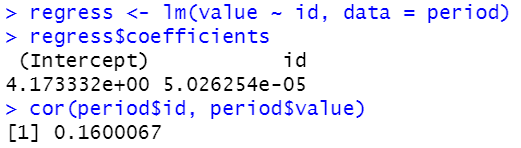 > regress <- lm(value ~ id, data = period)
> regress$coefficients
 (Intercept)           id
4.173332e+00 5.026254e-05
> cor(period$id, period$value)
[1] 0.1600067